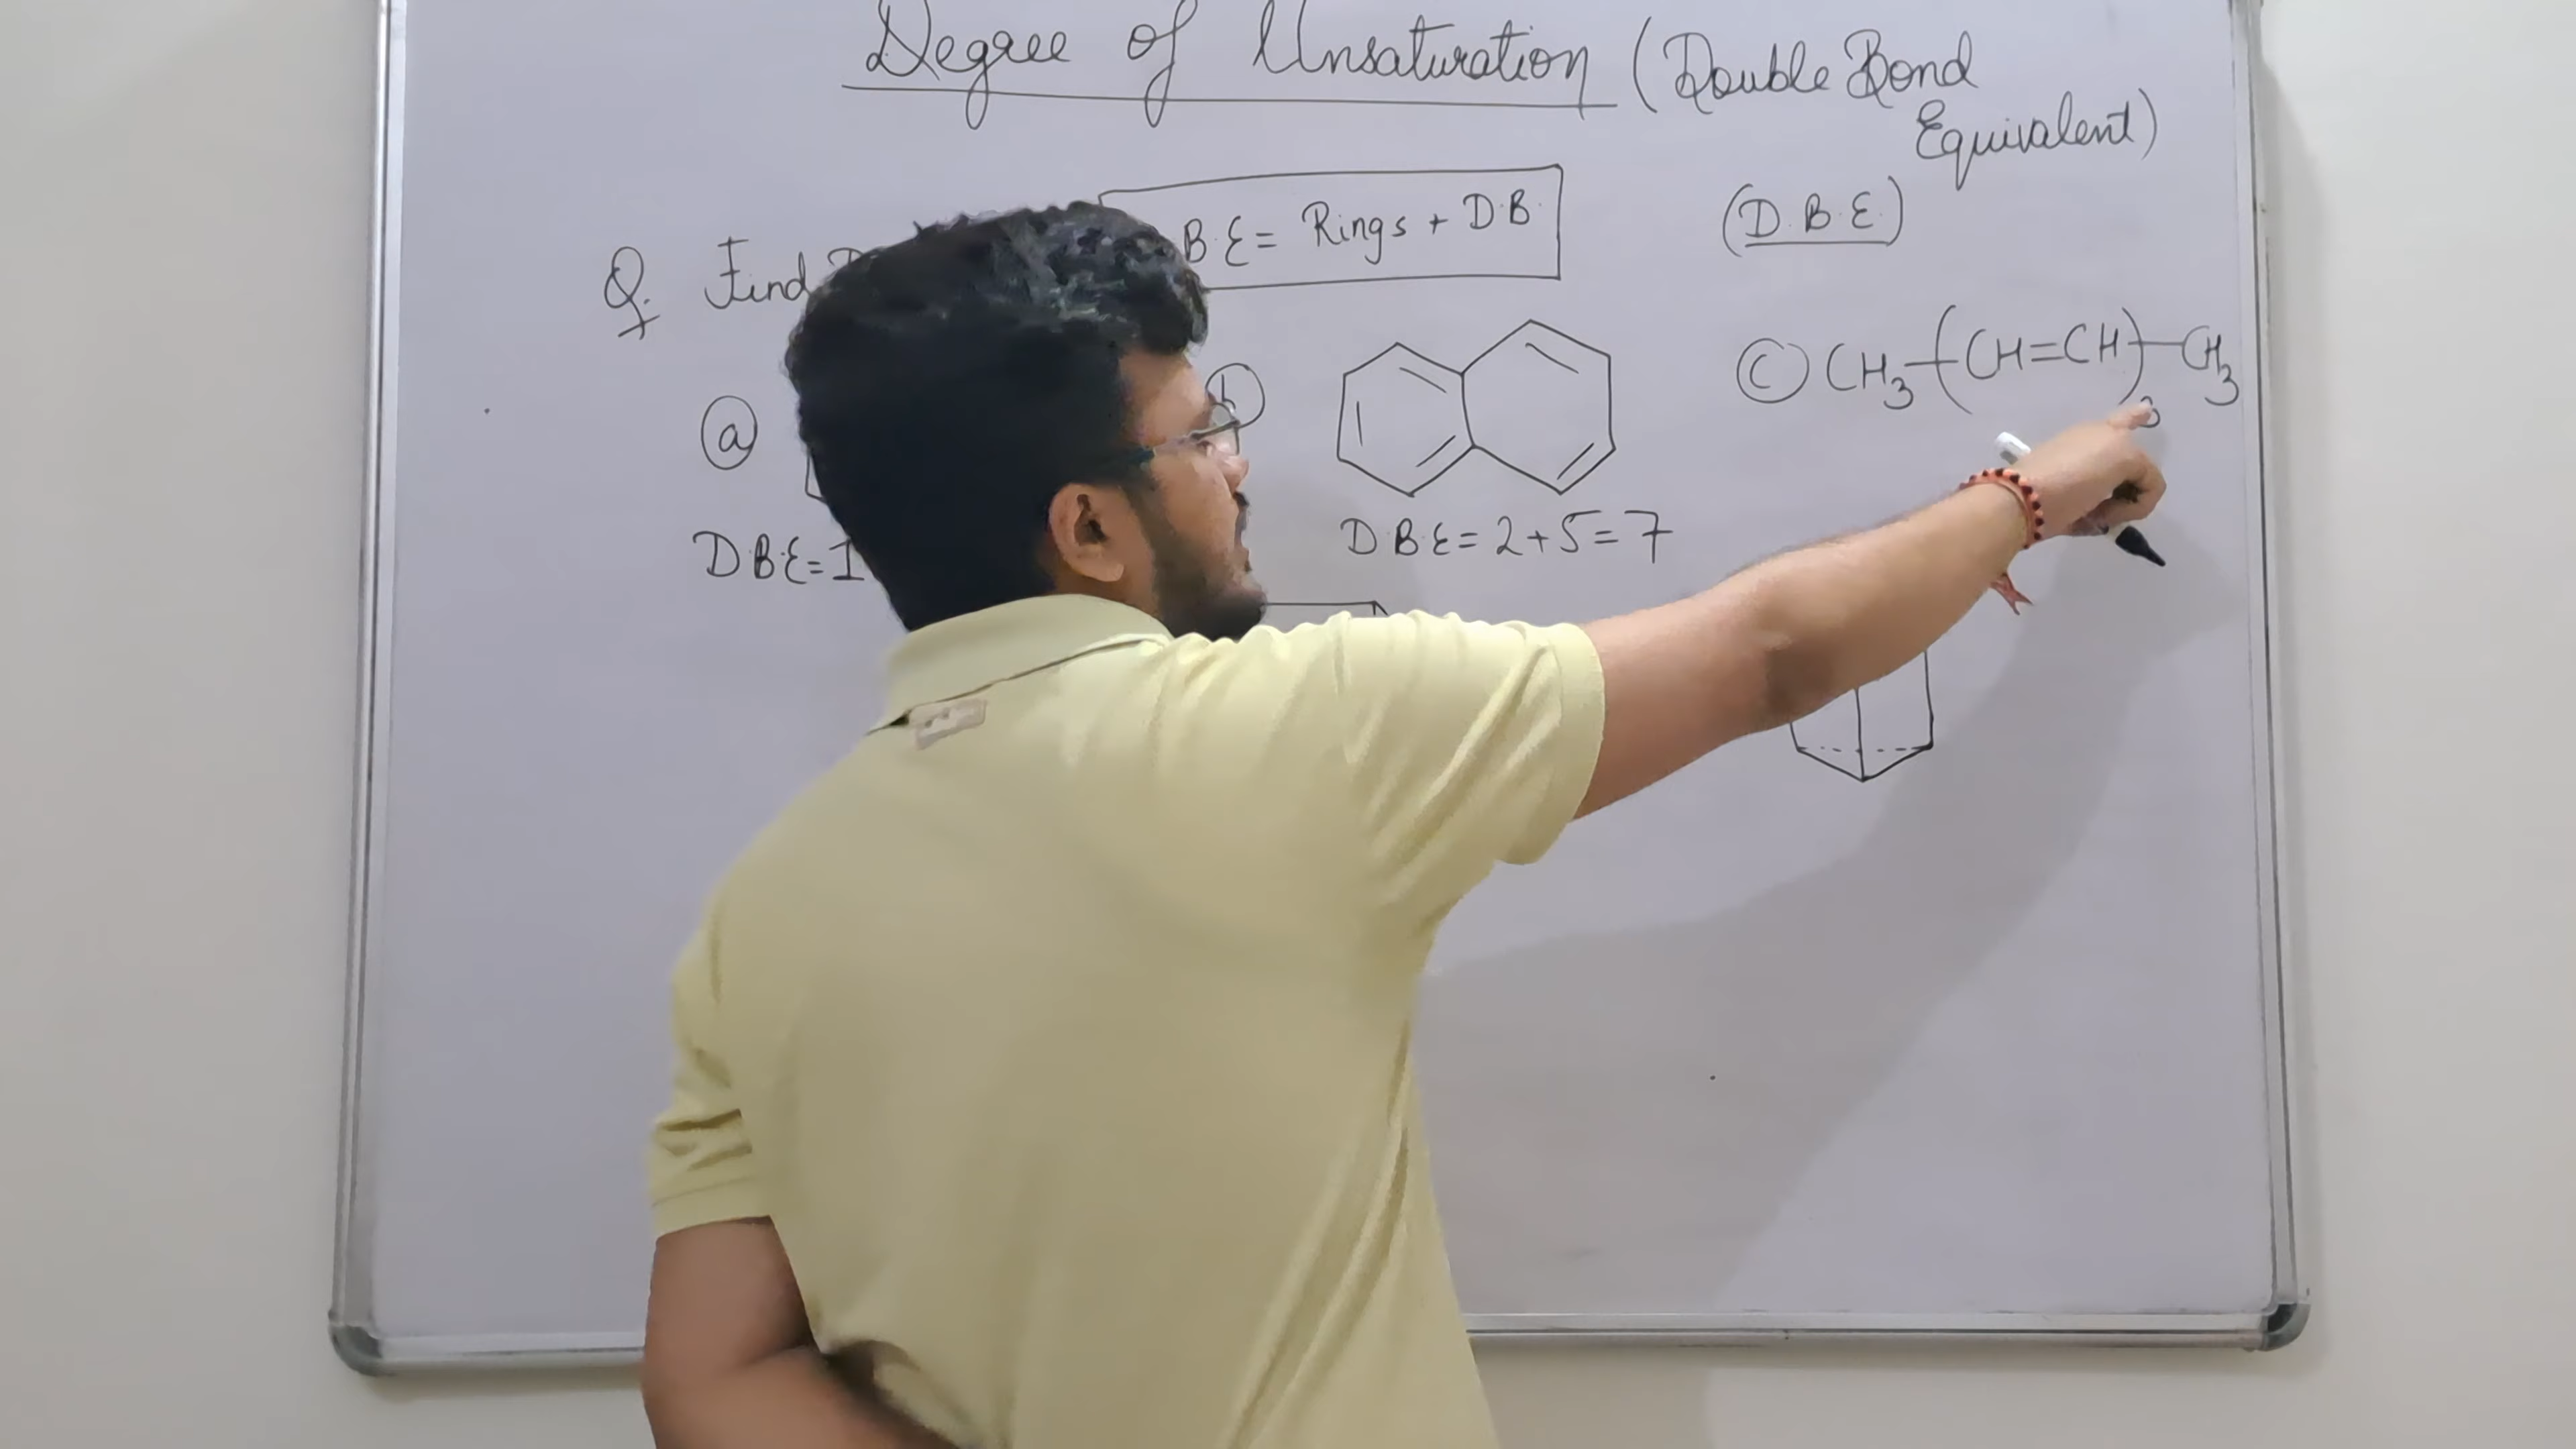 Degree of Unsaturation (Double Bond
Equivalent)
B.E = Rings + D.B.
(D.B.E.)
Q. Find
(a)
(b)
(c) CH3-(CH=CH)3-CH3
D.B.E = 1
D.B.E = 2+5 = 7